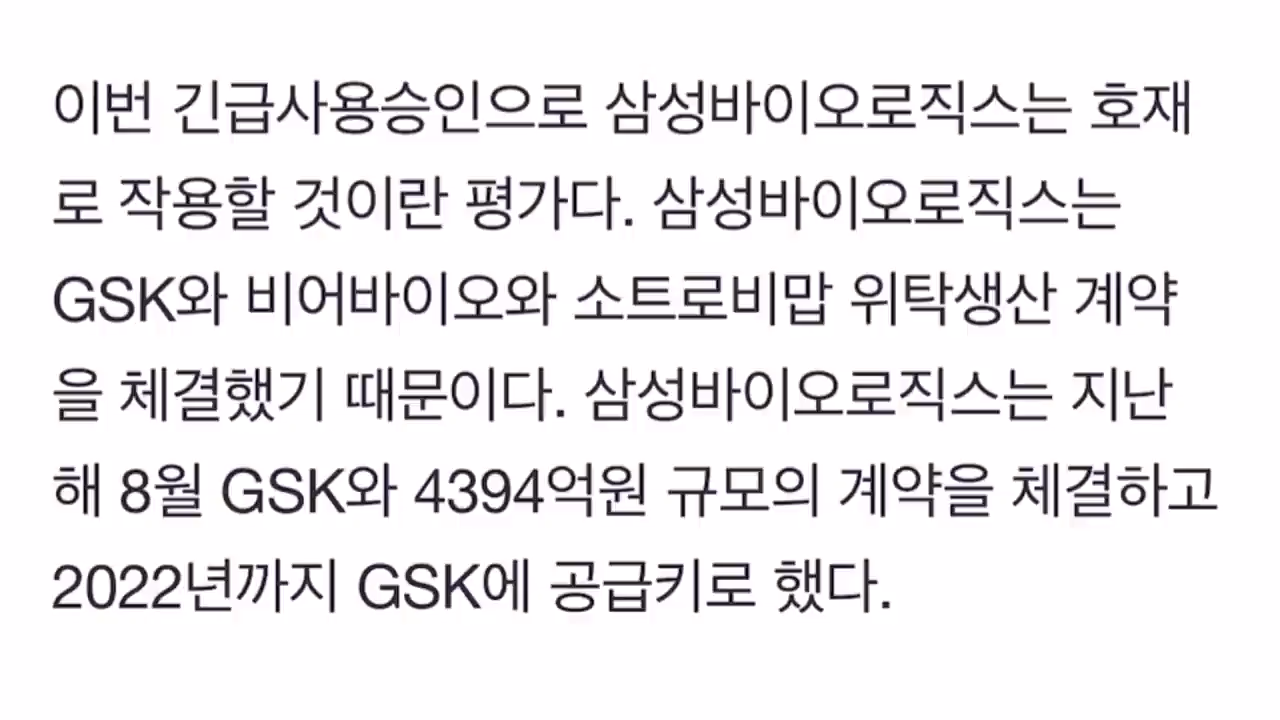 이번 긴급사용승인으로 삼성바이오로직스는 호재
로 작용할 것이란 평가다. 삼성바이오로직스는
GSK와 비어바이오와 소트로비맙 위탁생산 계약
을 체결했기 때문이다. 삼성바이오로직스는 지난
해 8월 GSK와 4394억원 규모의 계약을 체결하고
2022년까지 GSK에 공급키로 했다.